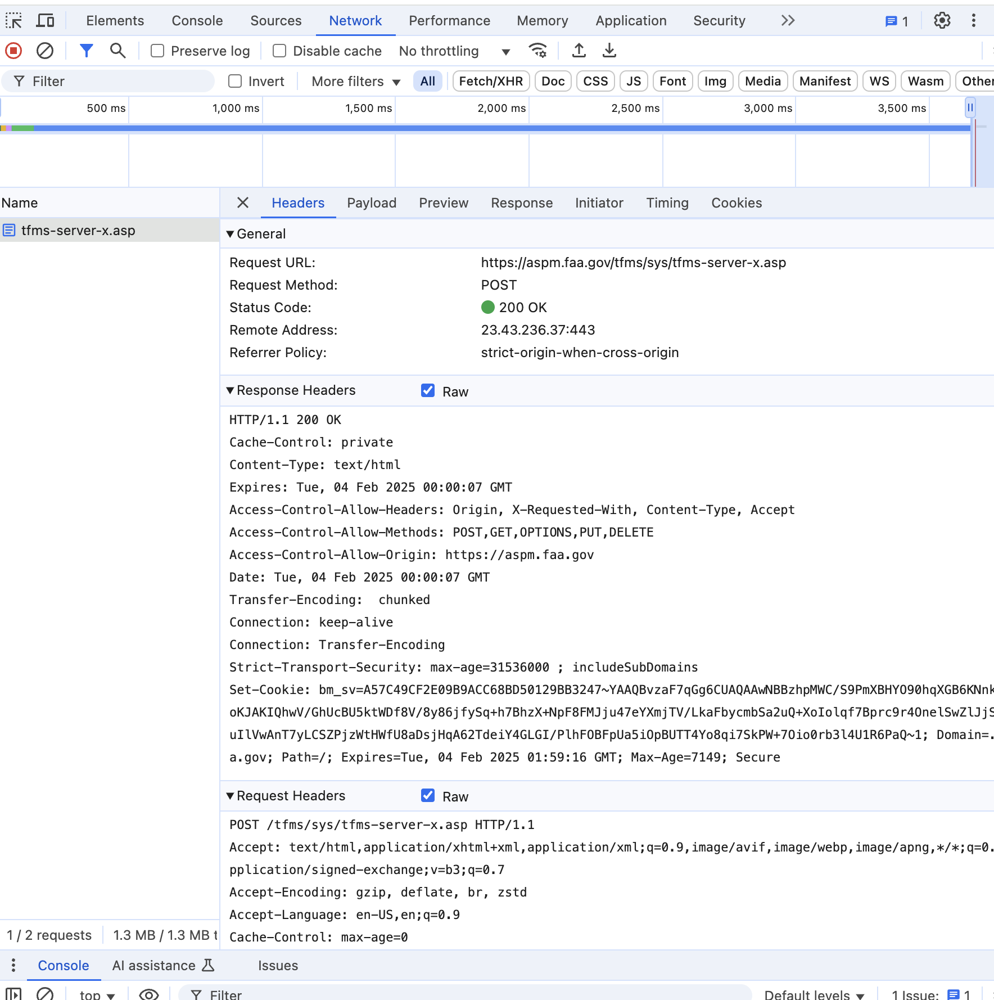 Elements Console Sources Network Performance Memory Application Security 1
Preserve log Disable cache No throttling
Filter Invert More filters All Fetch/XHR Doc CSS JS Font Img Media Manifest WS Wasm Other
500 ms 1,000 ms 1,500 ms 2,000 ms 2,500 ms 3,000 ms 3,500 ms
Name
tfms-server-x.asp
Headers Payload Preview Response Initiator Timing Cookies
General
Request URL: https://aspm.faa.gov/tfms/sys/tfms-server-x.asp
Request Method: POST
Status Code: 200 OK
Remote Address: 23.43.236.37:443
Referrer Policy: strict-origin-when-cross-origin
Response Headers Raw
HTTP/1.1 200 OK
Cache-Control: private
Content-Type: text/html
Expires: Tue, 04 Feb 2025 00:00:07 GMT
Access-Control-Allow-Headers: Origin, X-Requested-With, Content-Type, Accept
Access-Control-Allow-Methods: POST,GET,OPTIONS,PUT,DELETE
Access-Control-Allow-Origin: https://aspm.faa.gov
Date: Tue, 04 Feb 2025 00:00:07 GMT
Transfer-Encoding:  chunked
Connection: keep-alive
Connection: Transfer-Encoding
Strict-Transport-Security: max-age=31536000 ; includeSubDomains
Set-Cookie: bm_sv=A57C49CF2E09B9ACC68BD50129BB3247~YAAQBvzaF7qGg6CUAQAAwNBBzhpMWC/S9PmXBHYO90hqXGB6KNnk
oKJAKIQhwV/GhUcBU5ktWDf8V/8y86jfySq+h7BhzX+NpF8FMJju47eYXmjTV/LkaFbycmbSa2uQ+XoIolqf7Bprc9r4OnelSwZlJjS
uIlVwAnT7yLCSZPjzWtHWfU8aDsjHqA62TdeiY4GLGI/PlhFOBFpUa5iOpBUTT4Yo8qi7SkPW+7Oio0rb3l4U1R6PaQ~1; Domain=.
a.gov; Path=/; Expires=Tue, 04 Feb 2025 01:59:16 GMT; Max-Age=7149; Secure
Request Headers Raw
POST /tfms/sys/tfms-server-x.asp HTTP/1.1
Accept: text/html,application/xhtml+xml,application/xml;q=0.9,image/avif,image/webp,image/apng,*/*;q=0.
pplication/signed-exchange;v=b3;q=0.7
Accept-Encoding: gzip, deflate, br, zstd
Accept-Language: en-US,en;q=0.9
Cache-Control: max-age=0
1 / 2 requests 1.3 MB / 1.3 MB t
Console AI assistance Issues
top Filter Default levels 1 Issue: 1